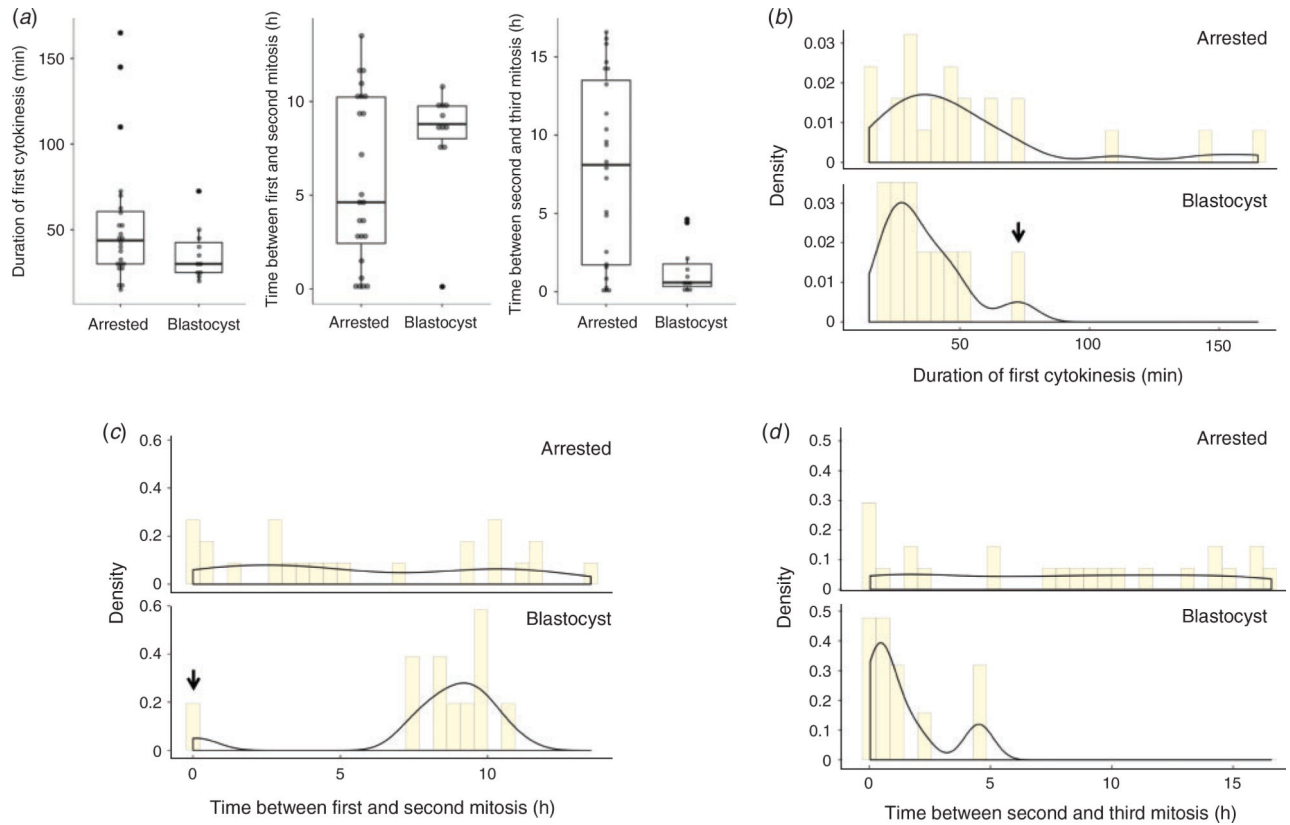 (a)
Duration of first cytokinesis (min)
150
100
50
Arrested
Blastocyst
Time between first and second mitosis (h)
10
5
0
Arrested
Blastocyst
Time between second and third mitosis (h)
15
10
5
0
Arrested
Blastocyst
(b)
Density
Arrested
0.03
0.02
0.01
0
Blastocyst
0.03
0.02
0.01
0
50
100
150
Duration of first cytokinesis (min)
(c)
Density
Arrested
0.6
0.4
0.2
0
Blastocyst
0.6
0.4
0.2
0
0
5
10
Time between first and second mitosis (h)
(d)
Density
Arrested
0.5
0.4
0.3
0.2
0.1
0
Blastocyst
0.5
0.4
0.3
0.2
0.1
0
0
5
10
15
Time between second and third mitosis (h)